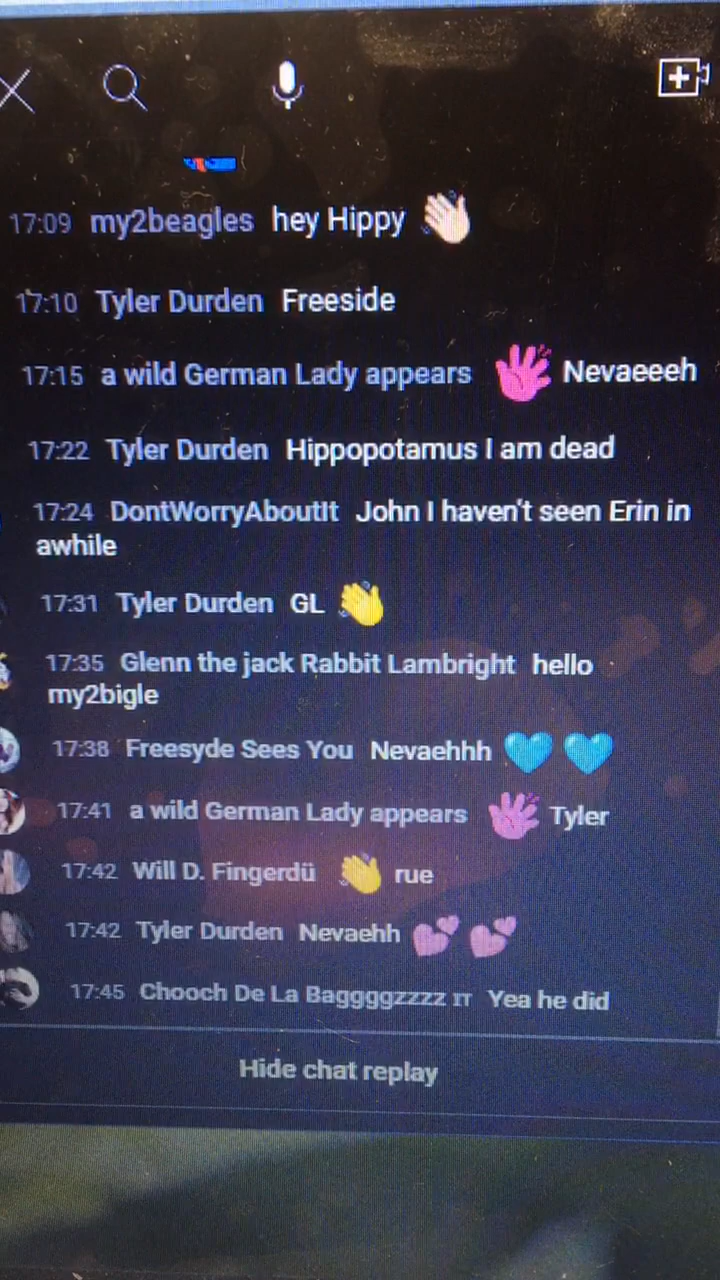 17:09 my2beagles hey Hippy 👋🏻
17:10 Tyler Durden Freeside
17:15 a wild German Lady appears Nevaeeeh
17:22 Tyler Durden Hippopotamus I am dead
17:24 DontWorryAboutIt John I haven't seen Erin in
awhile
17:31 Tyler Durden GL 👋
17:35 Glenn the jack Rabbit Lambright hello
my2bigle
17:38 Freesyde Sees You Nevaehhh 🩵 🩵
17:41 a wild German Lady appears Tyler
17:42 Will D. Fingerdü 👋 rue
17:42 Tyler Durden Nevaehh 💕 💕
17:45 Chooch De La Baggggzzzz II Yea he did
Hide chat replay